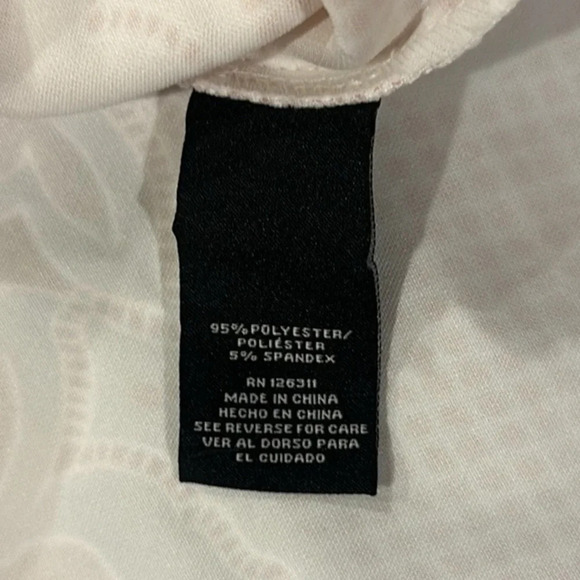 95% POLYESTER/
POLIÉSTER
5% SPANDEX
RN 126311
MADE IN CHINA
HECHO EN CHINA
SEE REVERSE FOR CARE
VER AL DORSO PARA
EL CUIDADO